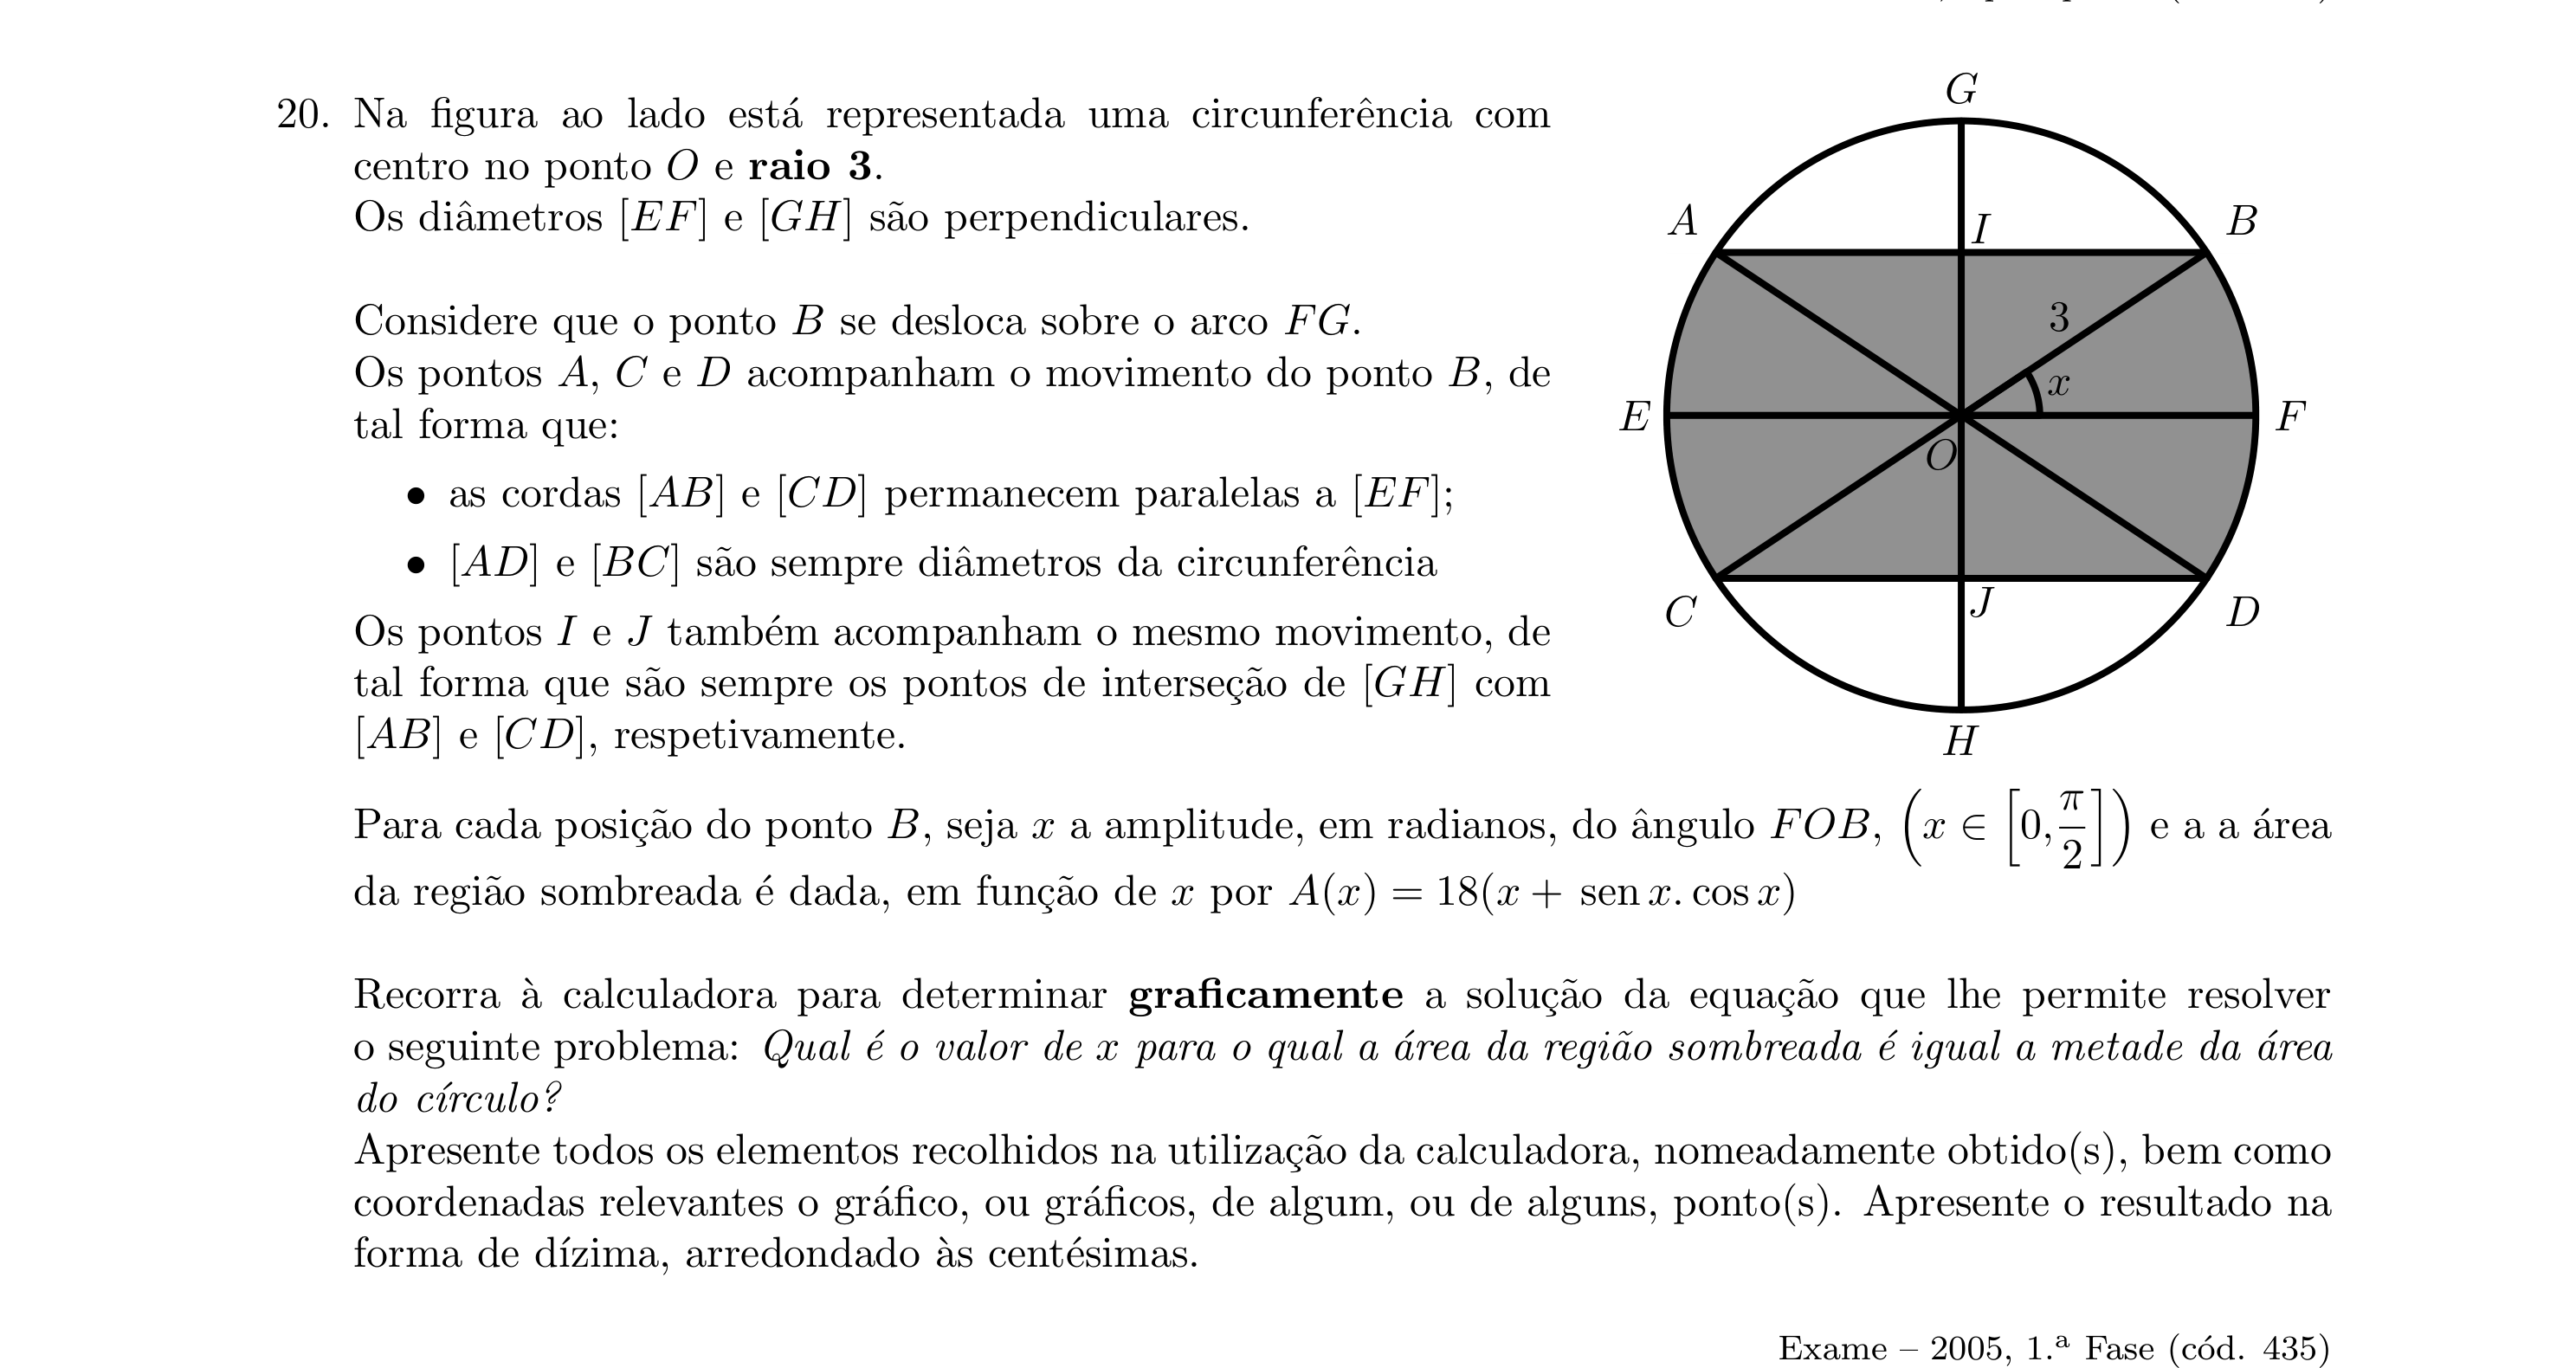 20. Na figura ao lado está representada uma circunferência com
centro no ponto O e raio 3.
Os diâmetros [EF] e [GH] são perpendiculares.
Considere que o ponto B se desloca sobre o arco FG.
Os pontos A, C e D acompanham o movimento do ponto B, de
tal forma que:
• as cordas [AB] e [CD] permanecem paralelas a [EF];
• [AD] e [BC] são sempre diâmetros da circunferência
Os pontos I e J também acompanham o mesmo movimento, de
tal forma que são sempre os pontos de interseção de [GH] com
[AB] e [CD], respetivamente.
G
A
I
B
3
x
E
F
O
C
J
D
H
Para cada posição do ponto B, seja x a amplitude, em radianos, do ângulo FOB, (x ∈ [0, π/2]) e a a área
da região sombreada é dada, em função de x por A(x) = 18(x + sen x. cos x)
Recorra à calculadora para determinar graficamente a solução da equação que lhe permite resolver
o seguinte problema: Qual é o valor de x para o qual a área da região sombreada é igual a metade da área
do círculo?
Apresente todos os elementos recolhidos na utilização da calculadora, nomeadamente obtido(s), bem como
coordenadas relevantes o gráfico, ou gráficos, de algum, ou de alguns, ponto(s). Apresente o resultado na
forma de dízima, arredondado às centésimas.
Exame – 2005, 1.ª Fase (cód. 435)